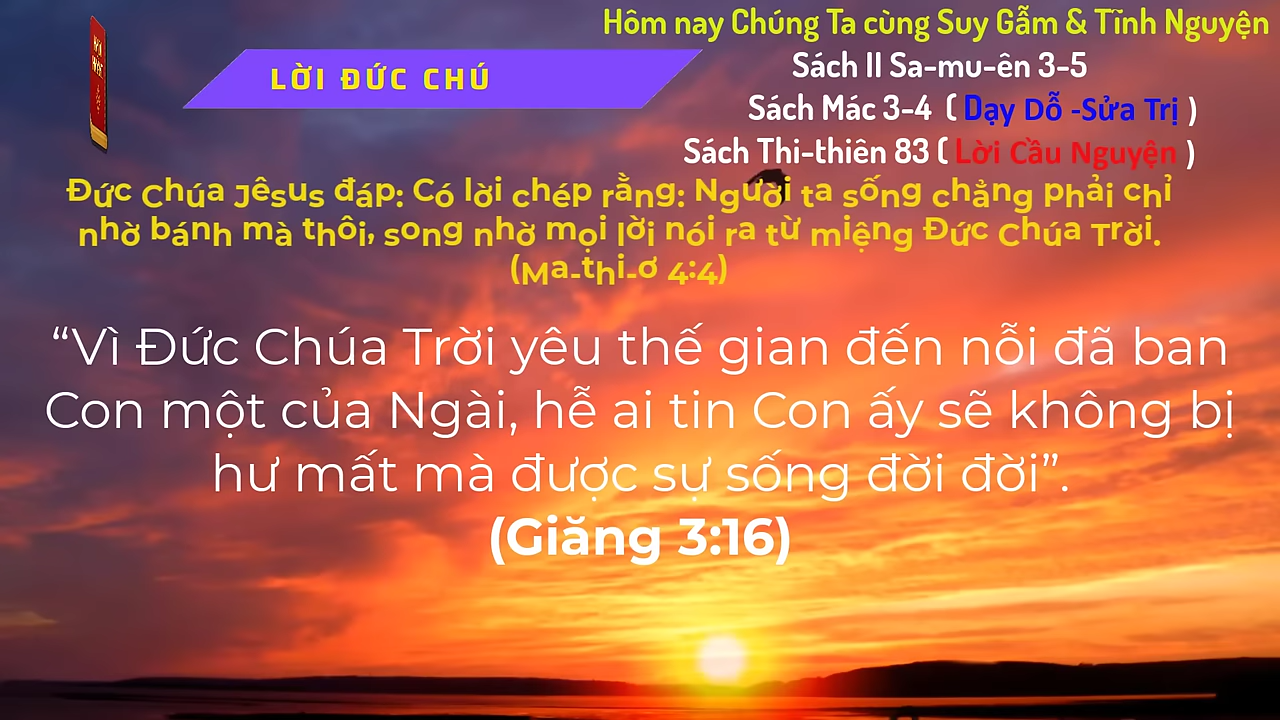 Hôm nay Chúng Ta cùng Suy Gẫm & Tĩnh Nguyện
LỜI ĐỨC CHÚ
Sách II Sa-mu-ên 3-5
Sách Mác 3-4 ( Dạy Dỗ -Sửa Trị )
Sách Thi-thiên 83 ( Lời Cầu Nguyện )
Đức Chúa Jêsus đáp: Có lời chép rằng: Người ta sống chẳng phải chỉ
nhờ bánh mà thôi, song nhờ mọi lời nói ra từ miệng Đức Chúa Trời.
(Ma-thi-ơ 4:4)
“Vì Đức Chúa Trời yêu thế gian đến nỗi đã ban
Con một của Ngài, hễ ai tin Con ấy sẽ không bị
hư mất mà được sự sống đời đời”.
(Giăng 3:16)